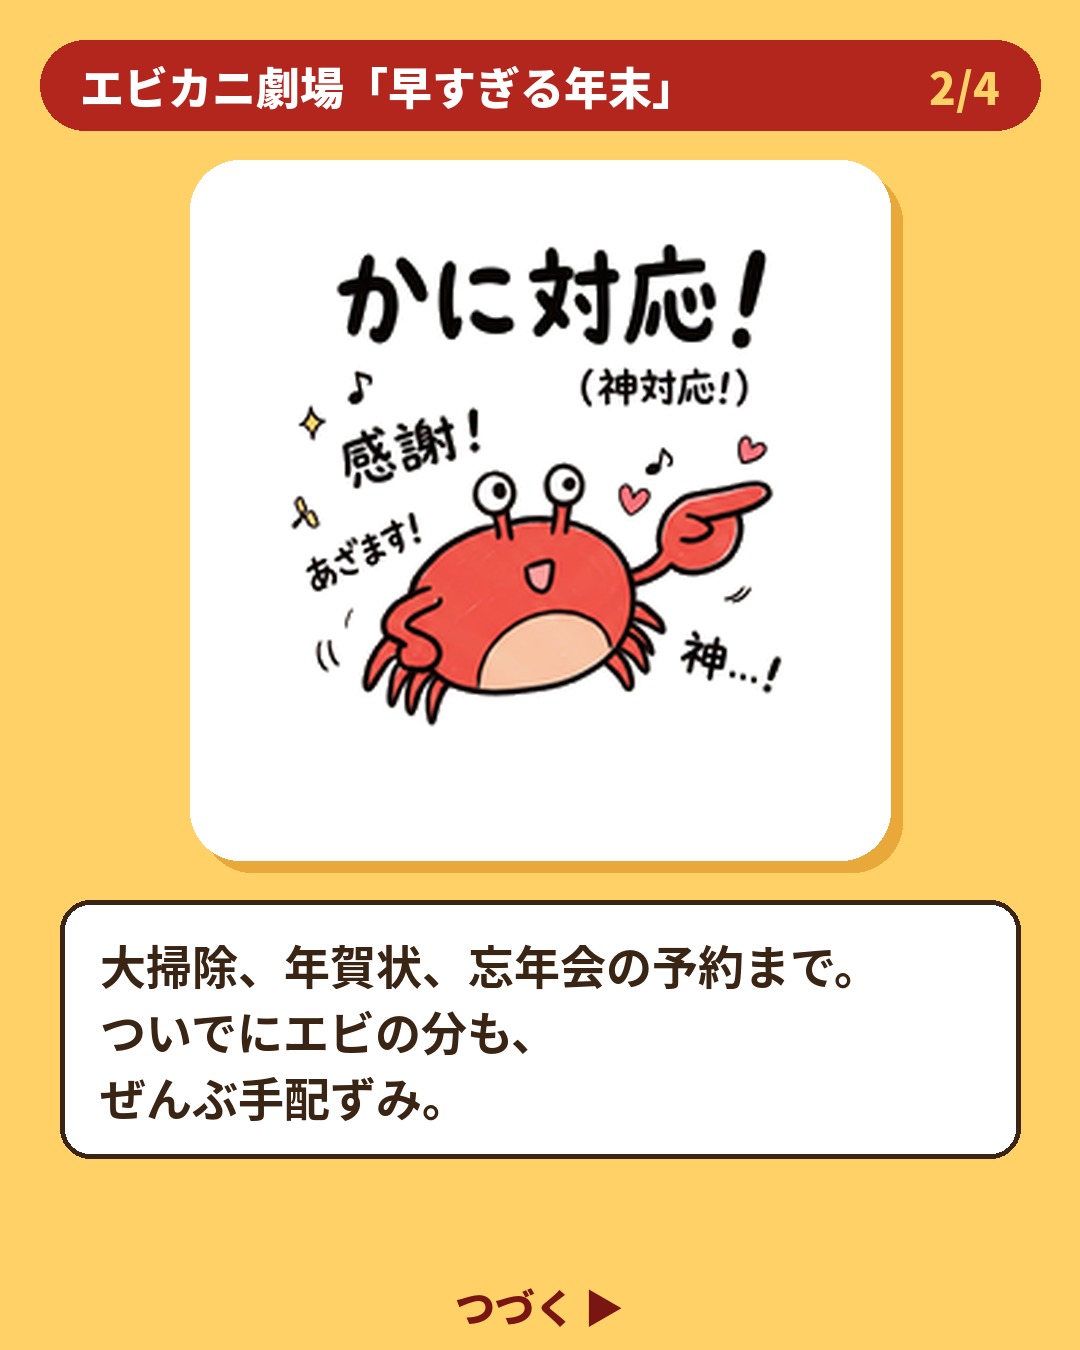 エビカニ劇場「早すぎる年末」 2/4
かに対応!
(神対応!)
感謝!
あざます!
神…!
大掃除、年賀状、忘年会の予約まで。
ついでにエビの分も、
ぜんぶ手配ずみ。
つづく ▶